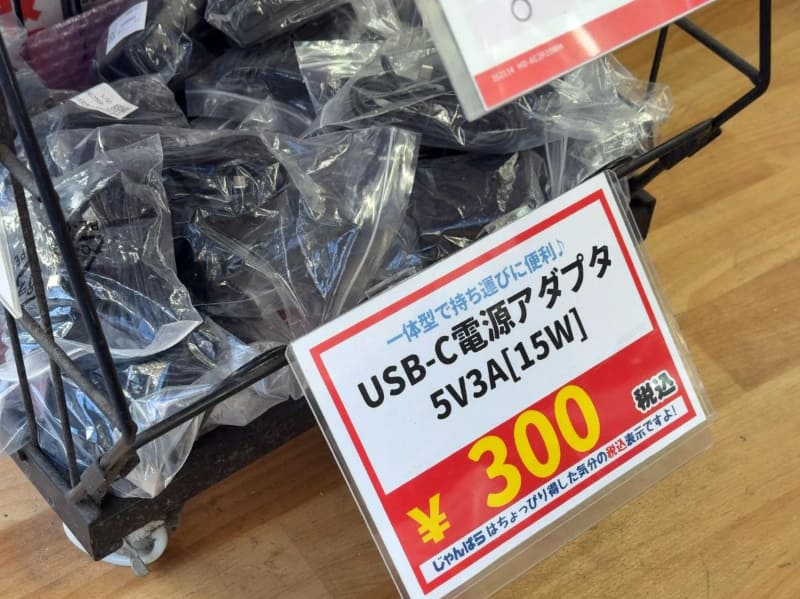 一体型で持ち運びに便利♪
USB-C電源アダプタ
5V3A[15W]
¥ 300 税込
じゃんぱらはちょっぴり得した気分の税込表示ですよ!